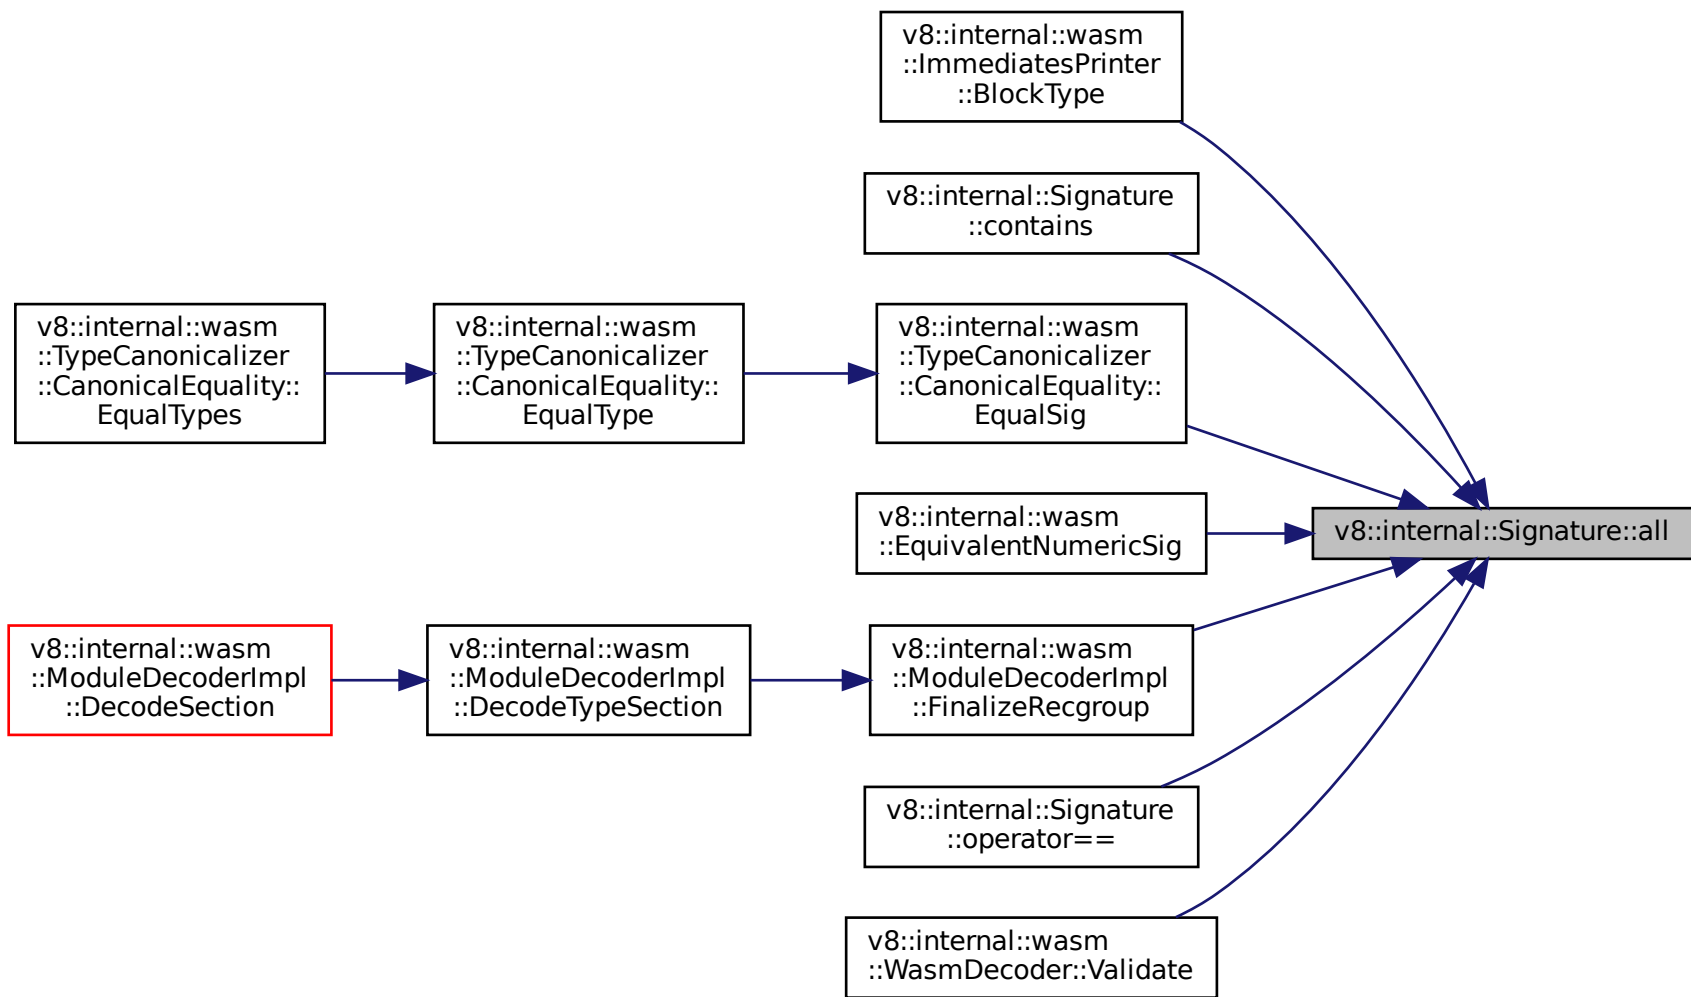 v8::internal::wasm
::ImmediatesPrinter
::BlockType
v8::internal::Signature
::contains
v8::internal::wasm
::TypeCanonicalizer
::CanonicalEquality::
EqualTypes
v8::internal::wasm
::TypeCanonicalizer
::CanonicalEquality::
EqualType
v8::internal::wasm
::TypeCanonicalizer
::CanonicalEquality::
EqualSig
v8::internal::wasm
::EquivalentNumericSig
v8::internal::Signature::all
v8::internal::wasm
::ModuleDecoderImpl
::DecodeSection
v8::internal::wasm
::ModuleDecoderImpl
::DecodeTypeSection
v8::internal::wasm
::ModuleDecoderImpl
::FinalizeRecgroup
v8::internal::Signature
::operator==
v8::internal::wasm
::WasmDecoder::Validate